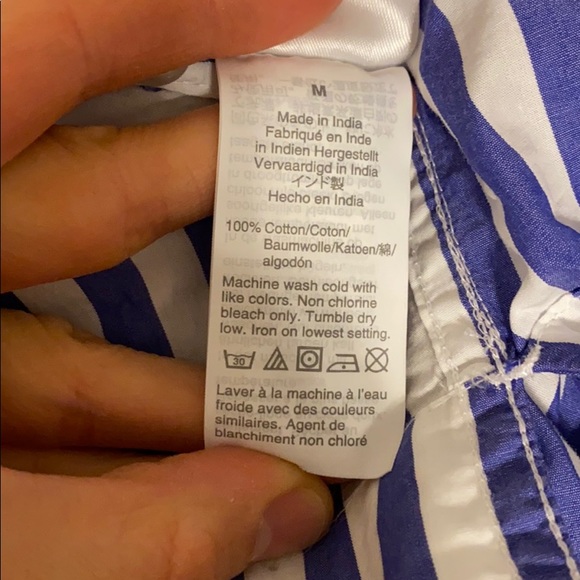 M
Made in India
Fabriqué en Inde
in Indien Hergestellt
Vervaardigd in India
インド製
Hecho en India
100% Cotton/Coton/
Baumwolle/Katoen/綿/
algodón
Machine wash cold with
like colors. Non chlorine
bleach only. Tumble dry
low. Iron on lowest setting.
30
Laver à la machine à l'eau
froide avec des couleurs
similaires. Agent de
blanchiment non chloré